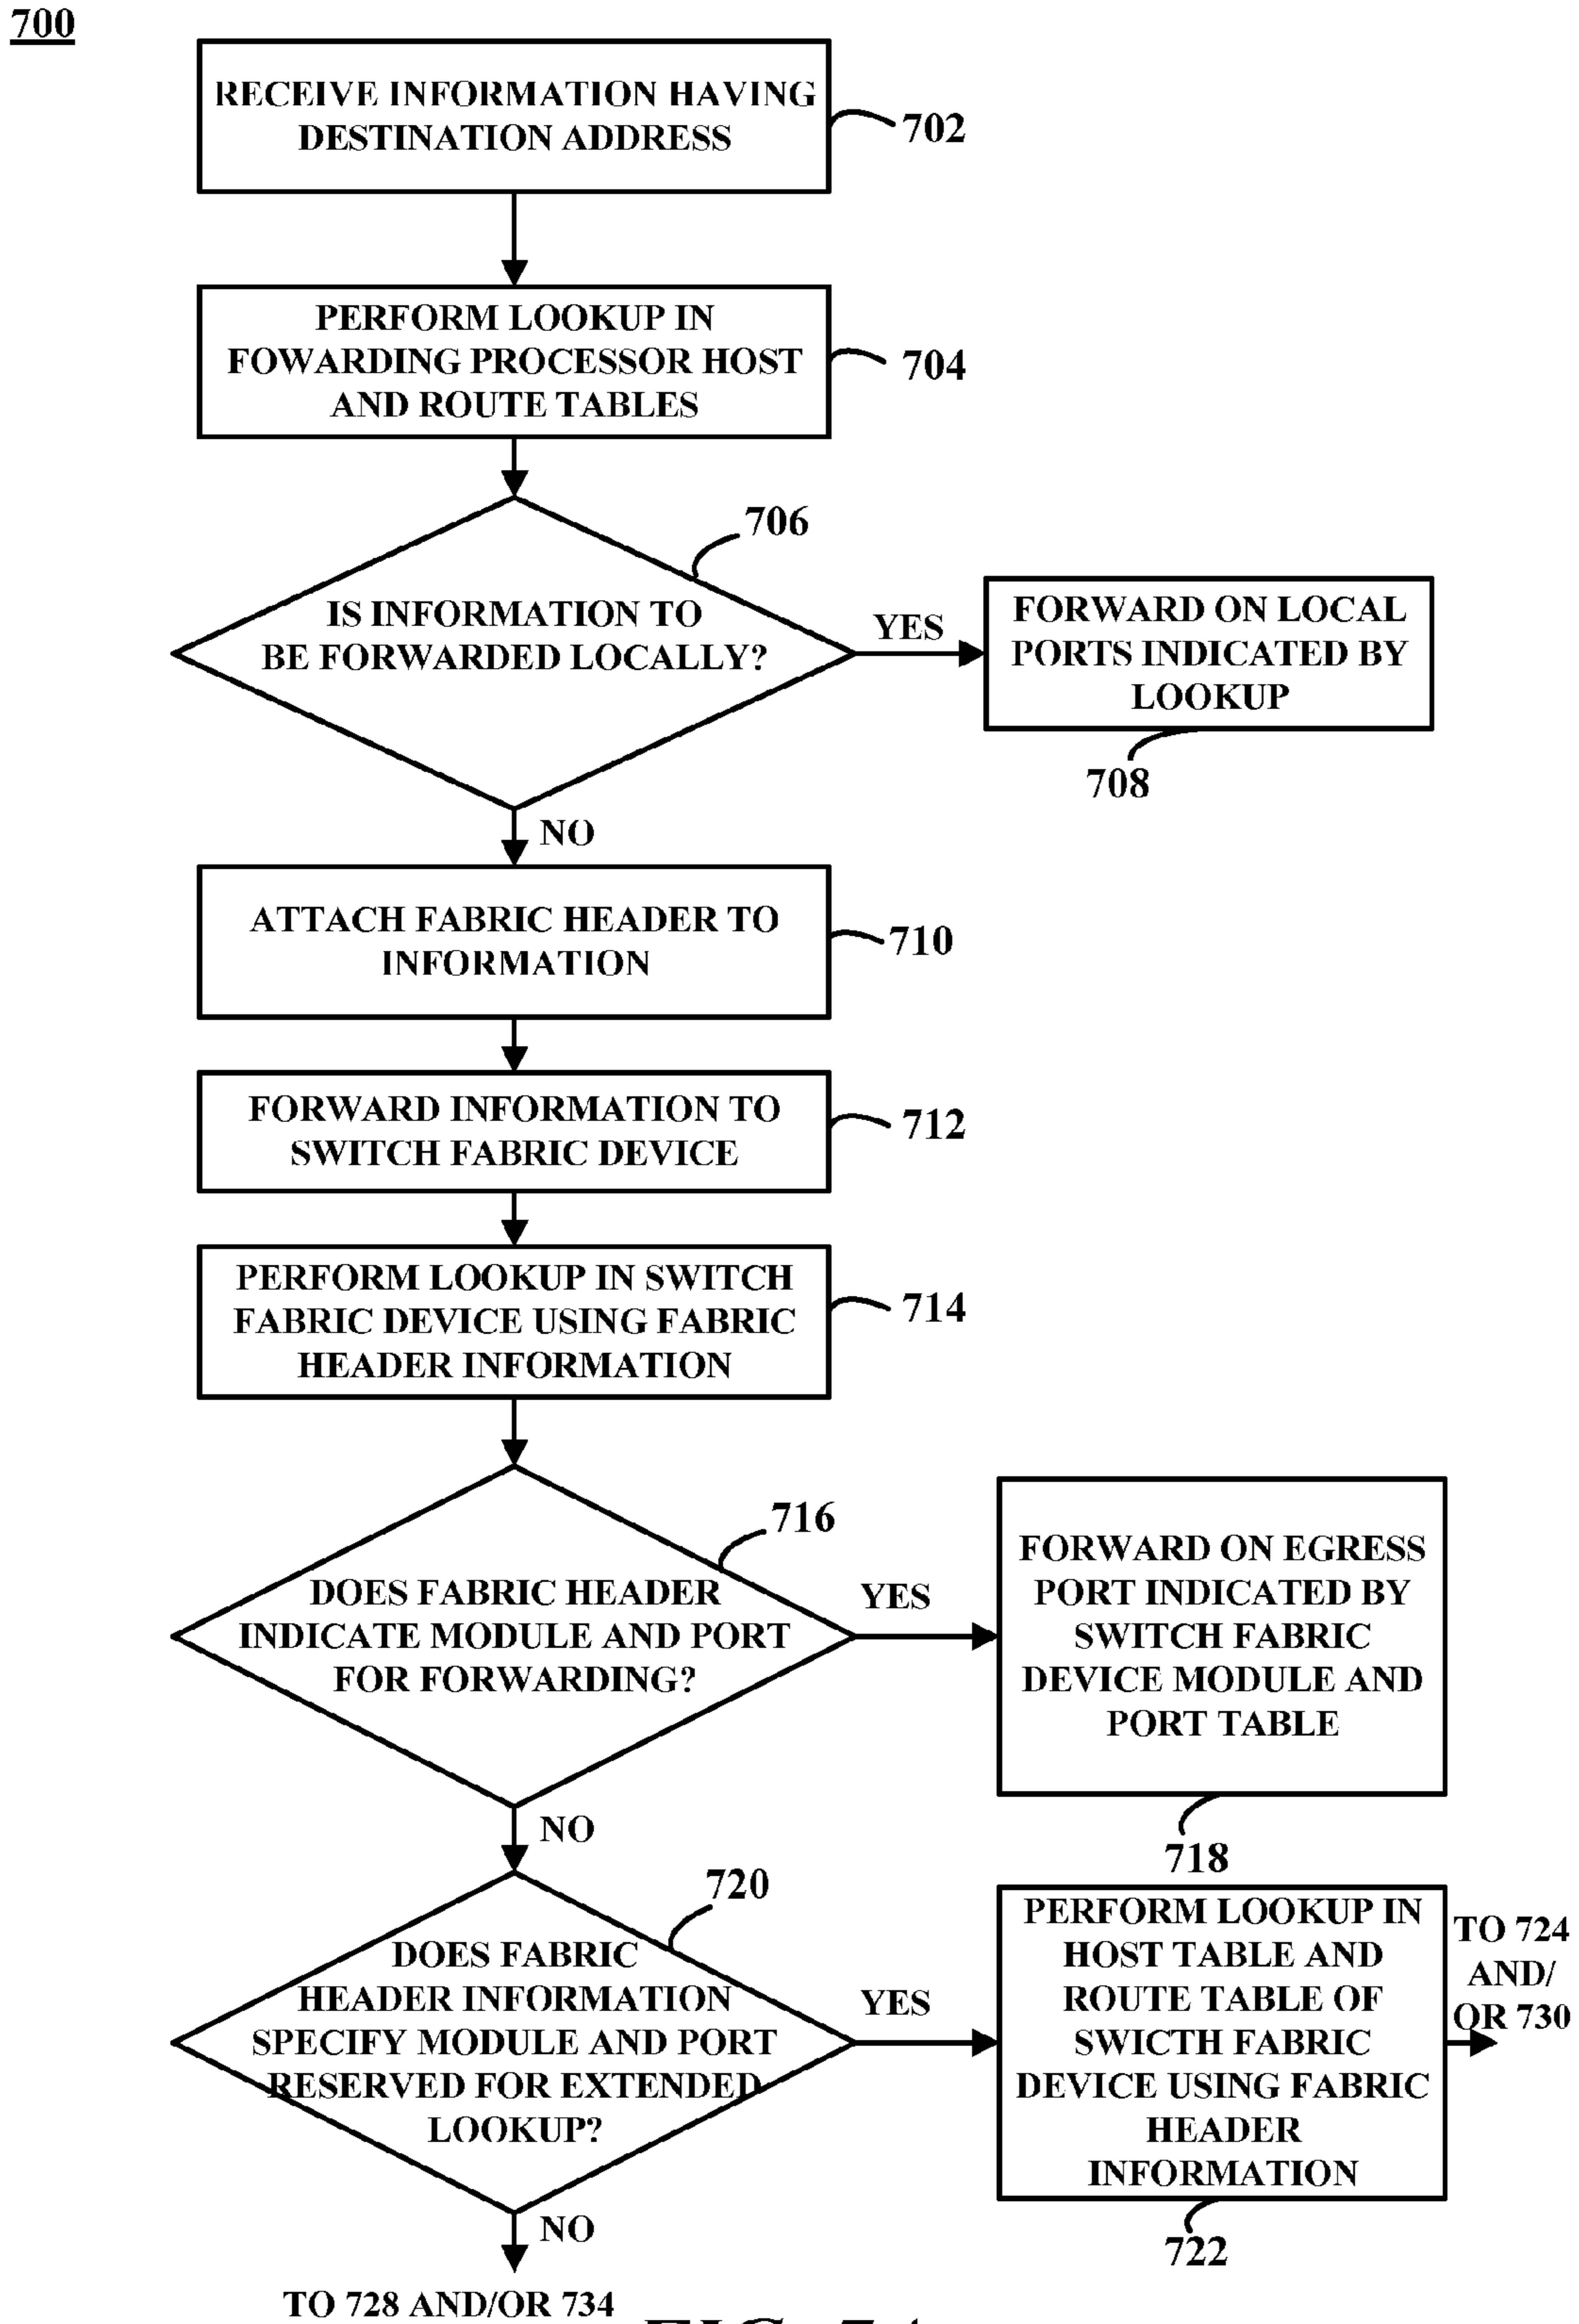 700
RECEIVE INFORMATION HAVING
DESTINATION ADDRESS
702
PERFORM LOOKUP IN
FOWARDING PROCESSOR HOST
AND ROUTE TABLES
704
706
IS INFORMATION TO
BE FORWARDED LOCALLY?
YES
FORWARD ON LOCAL
PORTS INDICATED BY
LOOKUP
708
NO
ATTACH FABRIC HEADER TO
INFORMATION
710
FORWARD INFORMATION TO
SWITCH FABRIC DEVICE
712
PERFORM LOOKUP IN SWITCH
FABRIC DEVICE USING FABRIC
HEADER INFORMATION
714
716
DOES FABRIC HEADER
INDICATE MODULE AND PORT
FOR FORWARDING?
YES
FORWARD ON EGRESS
PORT INDICATED BY
SWITCH FABRIC
DEVICE MODULE AND
PORT TABLE
718
NO
720
DOES FABRIC
HEADER INFORMATION
SPECIFY MODULE AND PORT
RESERVED FOR EXTENDED
LOOKUP?
YES
PERFORM LOOKUP IN
HOST TABLE AND
ROUTE TABLE OF
SWICTH FABRIC
DEVICE USING FABRIC
HEADER
INFORMATION
722
TO 724
AND/
OR 730
NO
TO 728 AND/OR 734